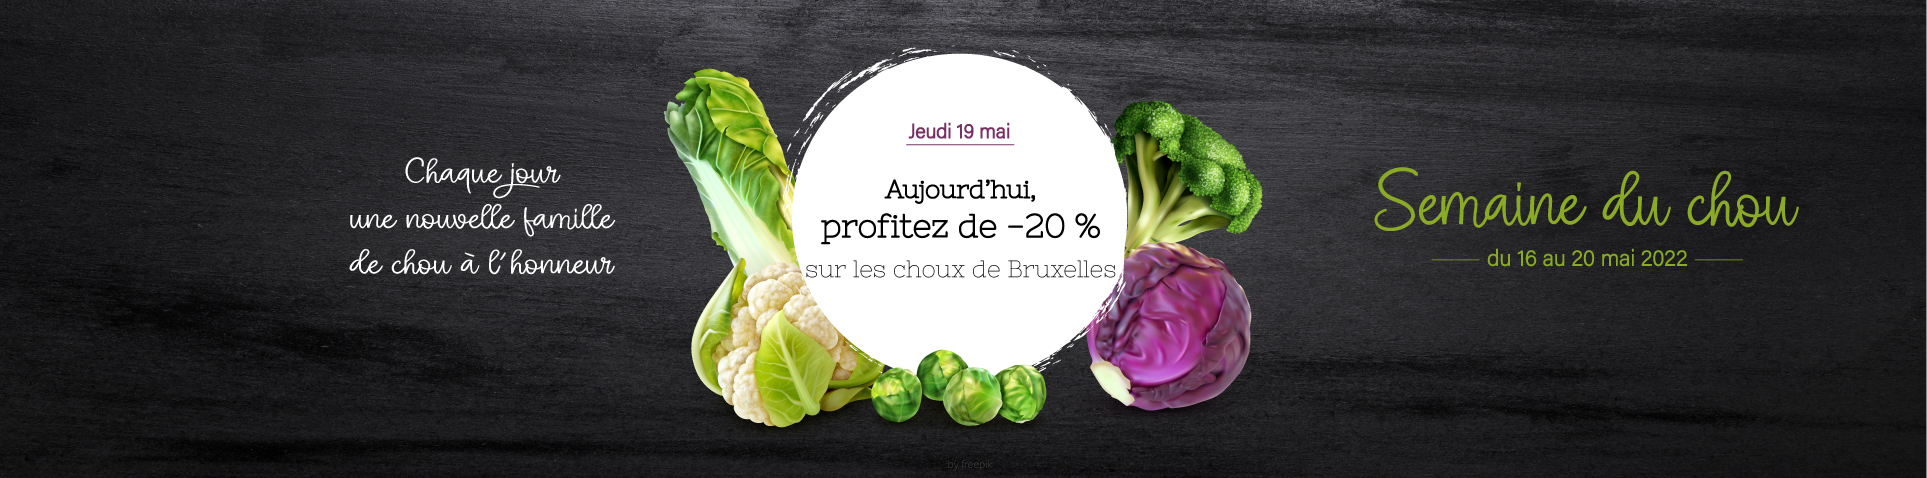 Chaque jour
une nouvelle famille
de chou à l'honneur
Jeudi 19 mai
Aujourd'hui,
profitez de -20 %
sur les choux de Bruxelles
Semaine du chou
du 16 au 20 mai 2022
by freepik